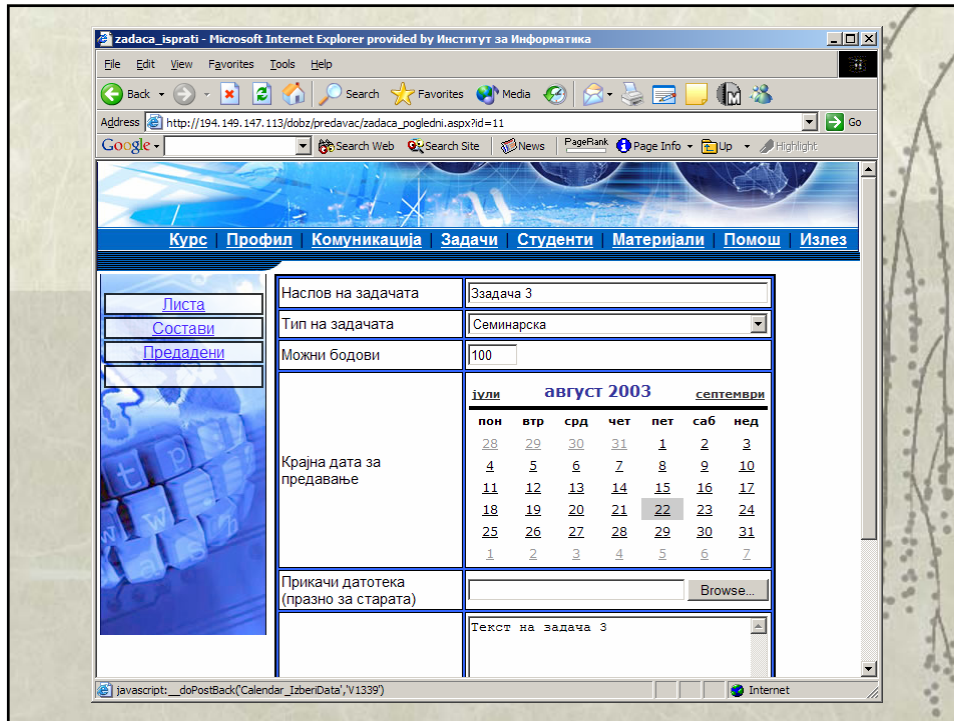 zadaca_isprati - Microsoft Internet Explorer provided by Институт за Информатика
File Edit View Favorites Tools Help
Back Search Favorites Media
Address http://194.149.147.113/dobz/predavac/zadaca_pogledni.aspx?id=11 Go
Google Search Web Search Site News PageRank Page Info Up Highlight
Курс | Профил | Комуникација | Задачи | Студенти | Материјали | Помош | Излез
Листа
Состави
Предадени
Наслов на задачата Ззадача 3
Тип на задачата Семинарска
Можни бодови 100
јули август 2003 септември
пон втр срд чет пет саб нед
28 29 30 31 1 2 3
4 5 6 7 8 9 10
11 12 13 14 15 16 17
18 19 20 21 22 23 24
25 26 27 28 29 30 31
1 2 3 4 5 6 7
Крајна дата за
предавање
Прикачи датотека
(празно за старата) Browse...
Текст на задача 3
javascript:__doPostBack('Calendar_IzberiData','V1339') Internet